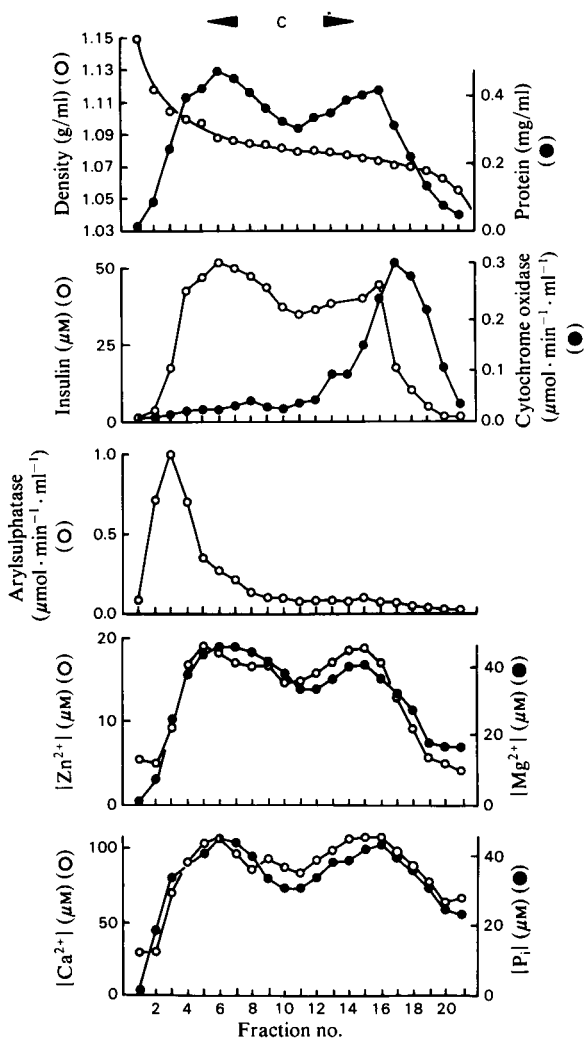 C
1.15
1.13
1.11
1.09
1.07
1.05
1.03
Density (g/ml) (O)
0.4
0.2
0.0
Protein (mg/ml)
(●)
50
25
0
Insulin (μM) (O)
0.3
0.2
0.1
0.0
Cytochrome oxidase
(μmol·min⁻¹·ml⁻¹)
(●)
1.0
0.5
0.0
Arylsulphatase
(μmol·min⁻¹·ml⁻¹)
(O)
20
10
0
|Zn²⁺| (μM) (O)
40
20
0
|Mg²⁺| (μM) (●)
100
50
0
|Ca²⁺| (μM) (O)
40
20
0
|Pi| (μM) (●)
2 4 6 8 10 12 14 16 18 20
Fraction no.